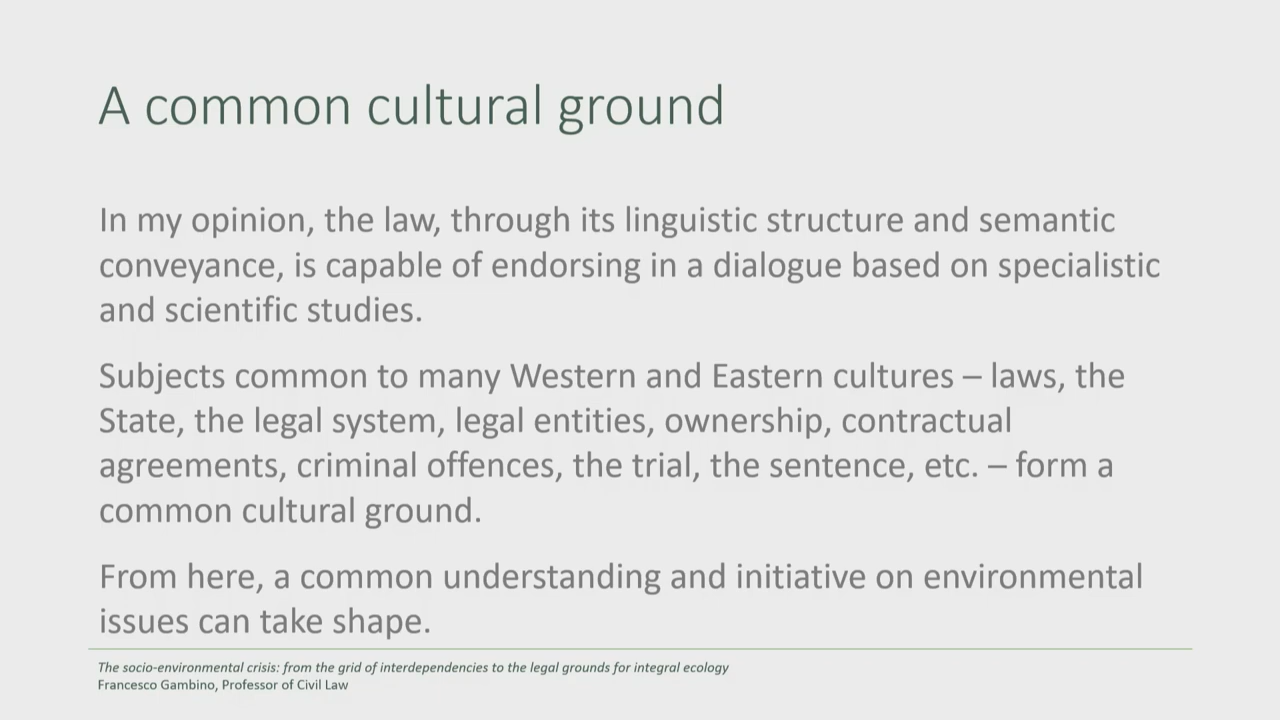 A common cultural ground
In my opinion, the law, through its linguistic structure and semantic
conveyance, is capable of endorsing in a dialogue based on specialistic
and scientific studies.
Subjects common to many Western and Eastern cultures – laws, the
State, the legal system, legal entities, ownership, contractual
agreements, criminal offences, the trial, the sentence, etc. – form a
common cultural ground.
From here, a common understanding and initiative on environmental
issues can take shape.
The socio-environmental crisis: from the grid of interdependencies to the legal grounds for integral ecology
Francesco Gambino, Professor of Civil Law